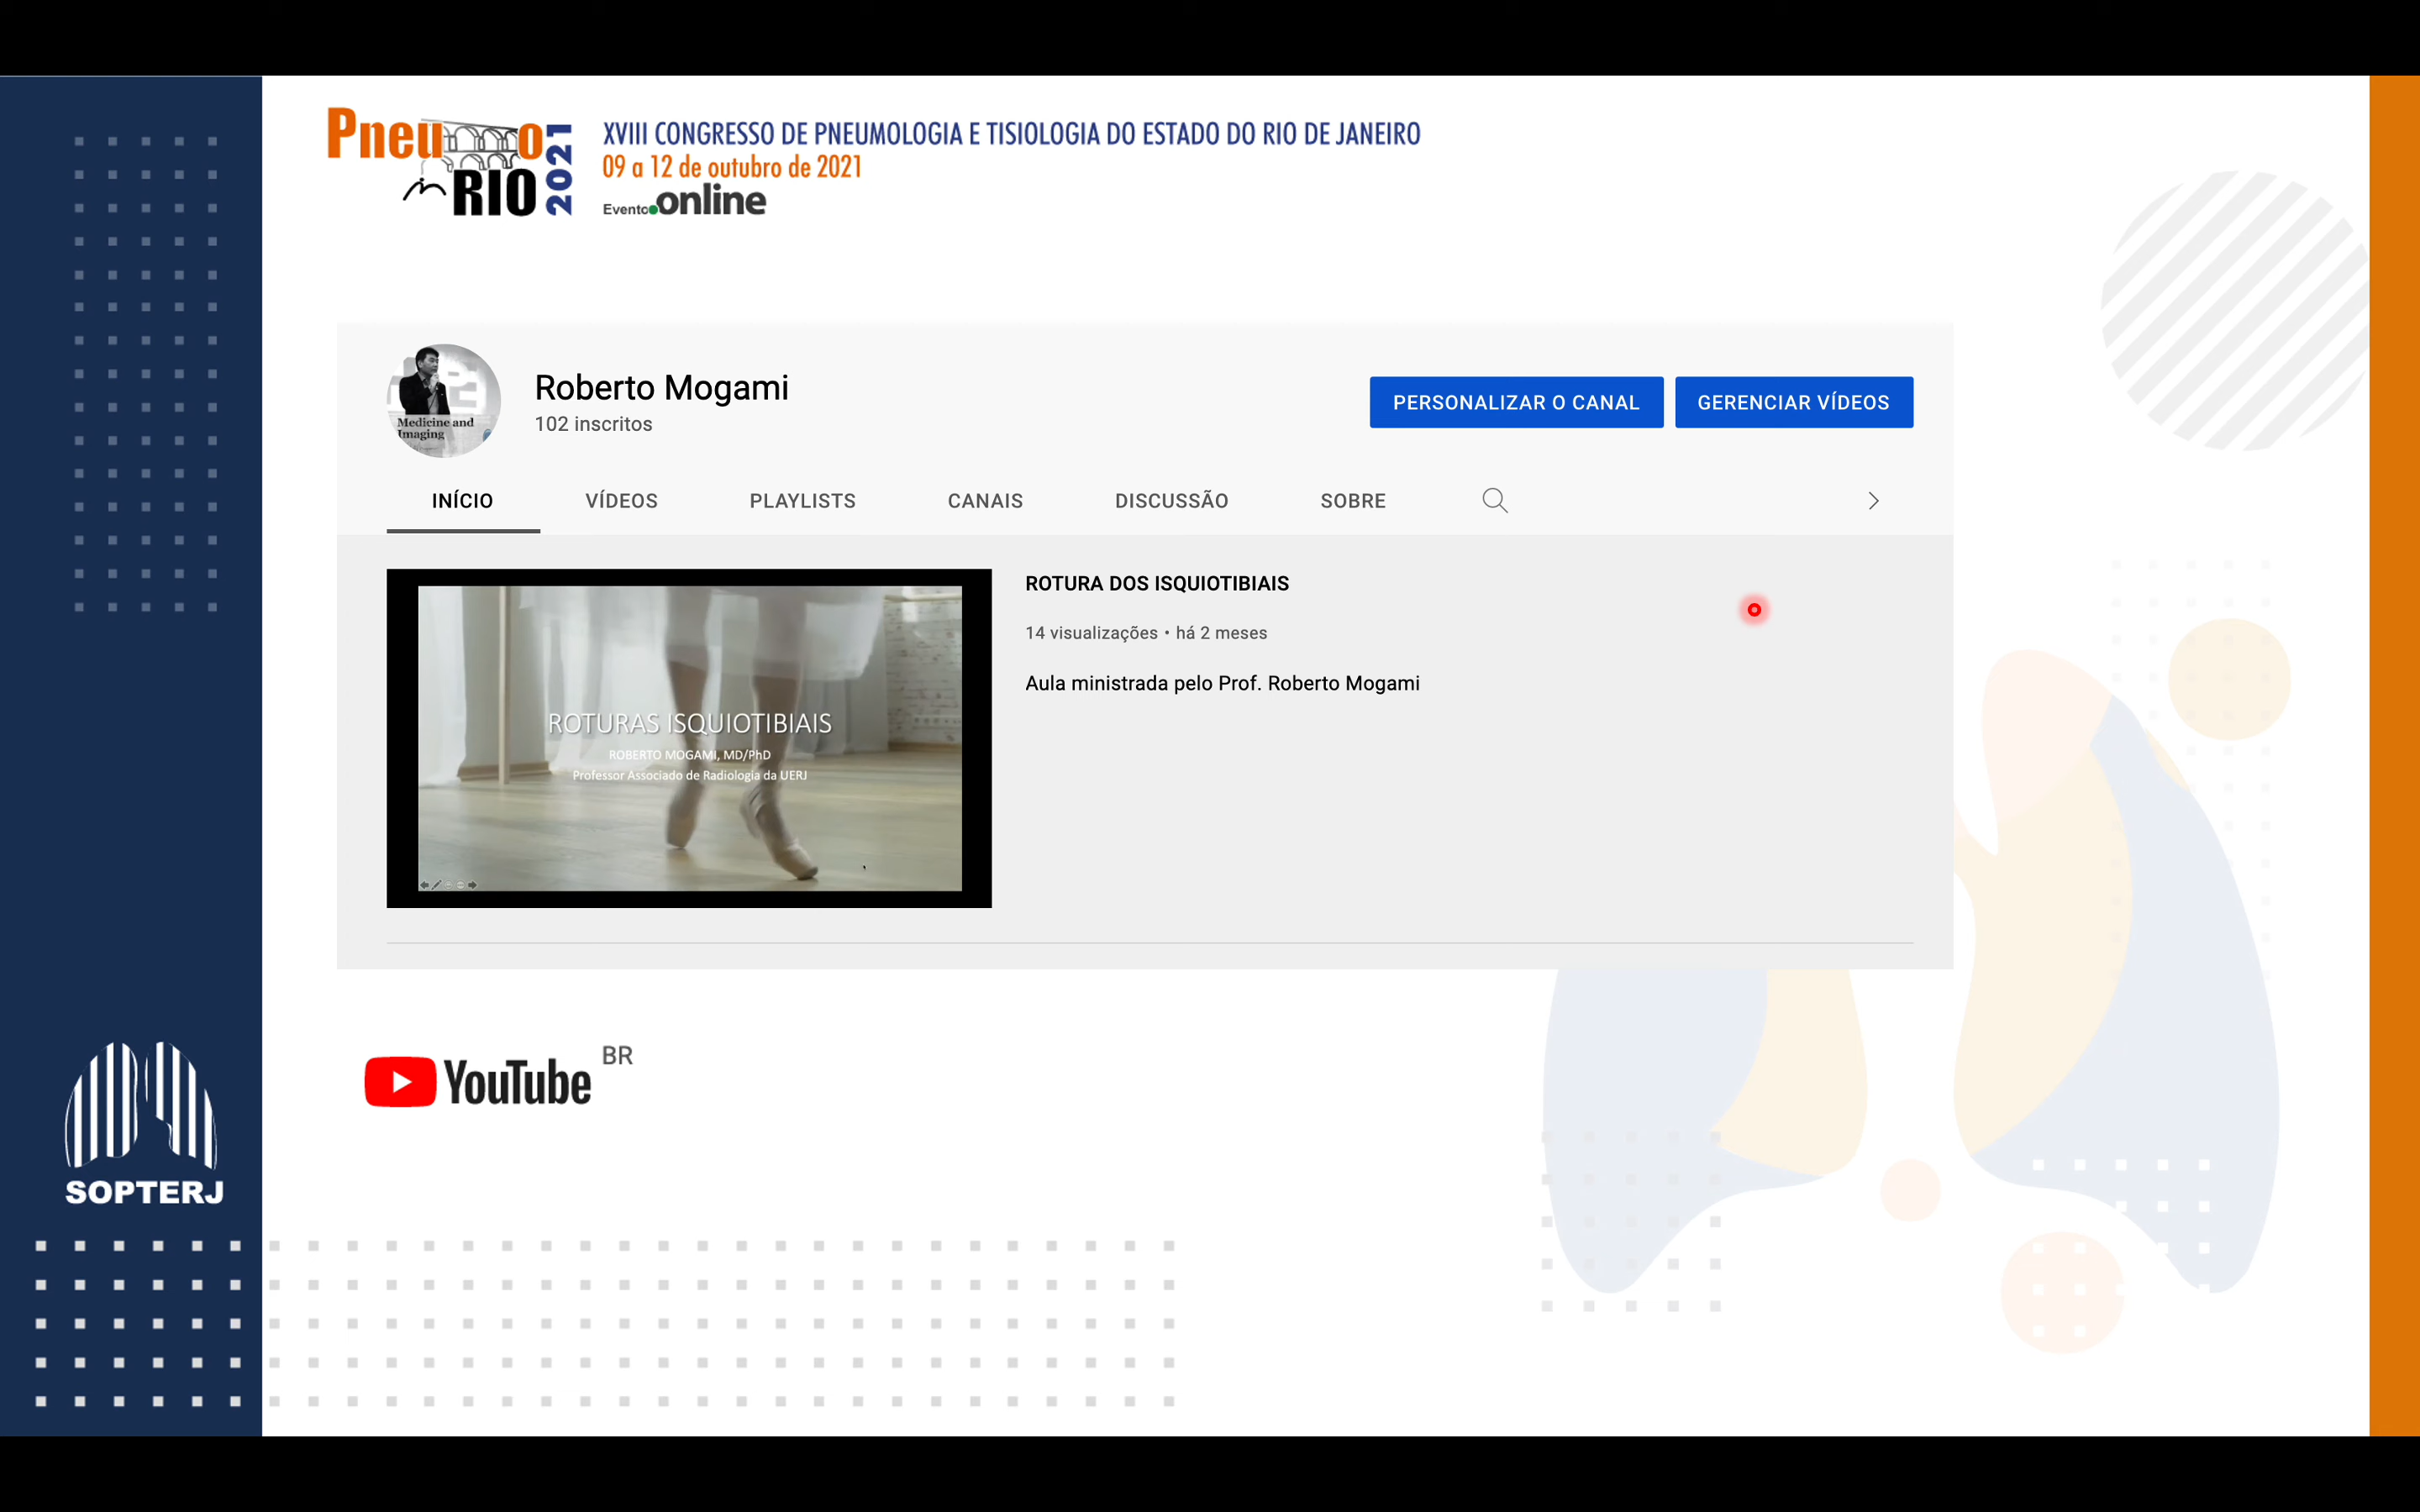 Pneumo
in RIO
2021
XVIII CONGRESSO DE PNEUMOLOGIA E TISIOLOGIA DO ESTADO DO RIO DE JANEIRO
09 a 12 de outubro de 2021
Evento online
Medicine and
Imaging
Roberto Mogami
102 inscritos
PERSONALIZAR O CANAL
GERENCIAR VÍDEOS
INÍCIO VÍDEOS PLAYLISTS CANAIS DISCUSSÃO SOBRE
ROTURAS ISQUIOTIBIAIS
ROBERTO MOGAMI, MD/PhD
Professor Associado de Radiologia da UERJ
ROTURA DOS ISQUIOTIBIAIS
14 visualizações • há 2 meses
Aula ministrada pelo Prof. Roberto Mogami
YouTube BR
SOPTERJ